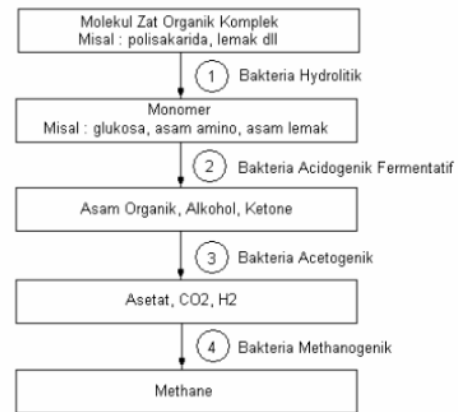 Molekul Zat Organik Komplek
Misal : polisakarida, lemak dll
1 Bakteria Hydrolitik
Monomer
Misal : glukosa, asam amino, asam lemak
2 Bakteria Acidogenik Fermentatif
Asam Organik, Alkohol, Ketone
3 Bakteria Acetogenik
Asetat, CO2, H2
4 Bakteria Methanogenik
Methane